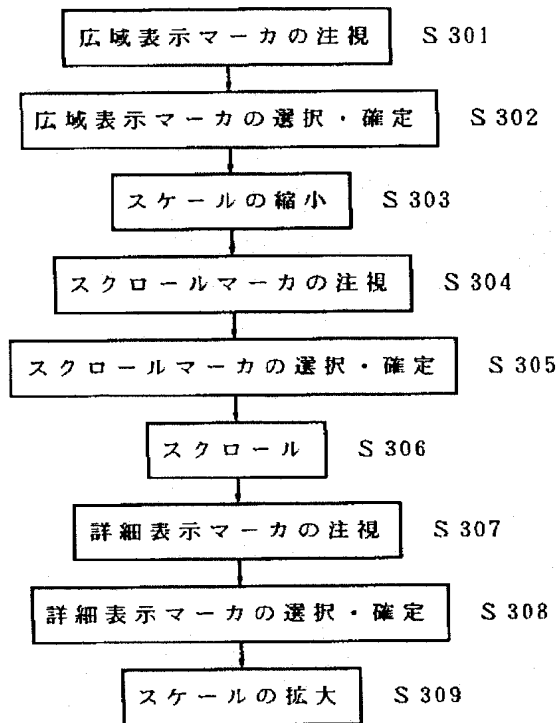 広域表示マーカの注視 S301
広域表示マーカの選択・確定 S302
スケールの縮小 S303
スクロールマーカの注視 S304
スクロールマーカの選択・確定 S305
スクロール S306
詳細表示マーカの注視 S307
詳細表示マーカの選択・確定 S308
スケールの拡大 S309